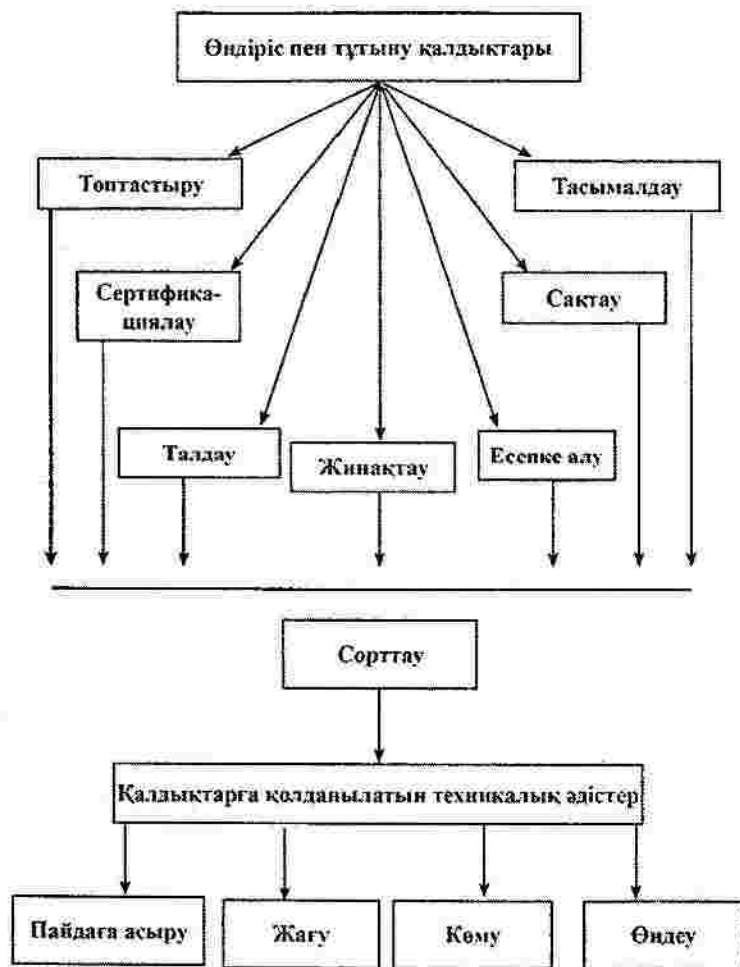 Өндіріс пен тұтыну қалдықтары
Топтастыру
Тасымалдау
Сертифика-
циялау
Сақтау
Талдау
Жинақтау
Есепке алу
Сорттау
Қалдықтарға қолданылатын техникалық әдістер
Пайдаға асыру
Жағу
Көму
Өңдеу